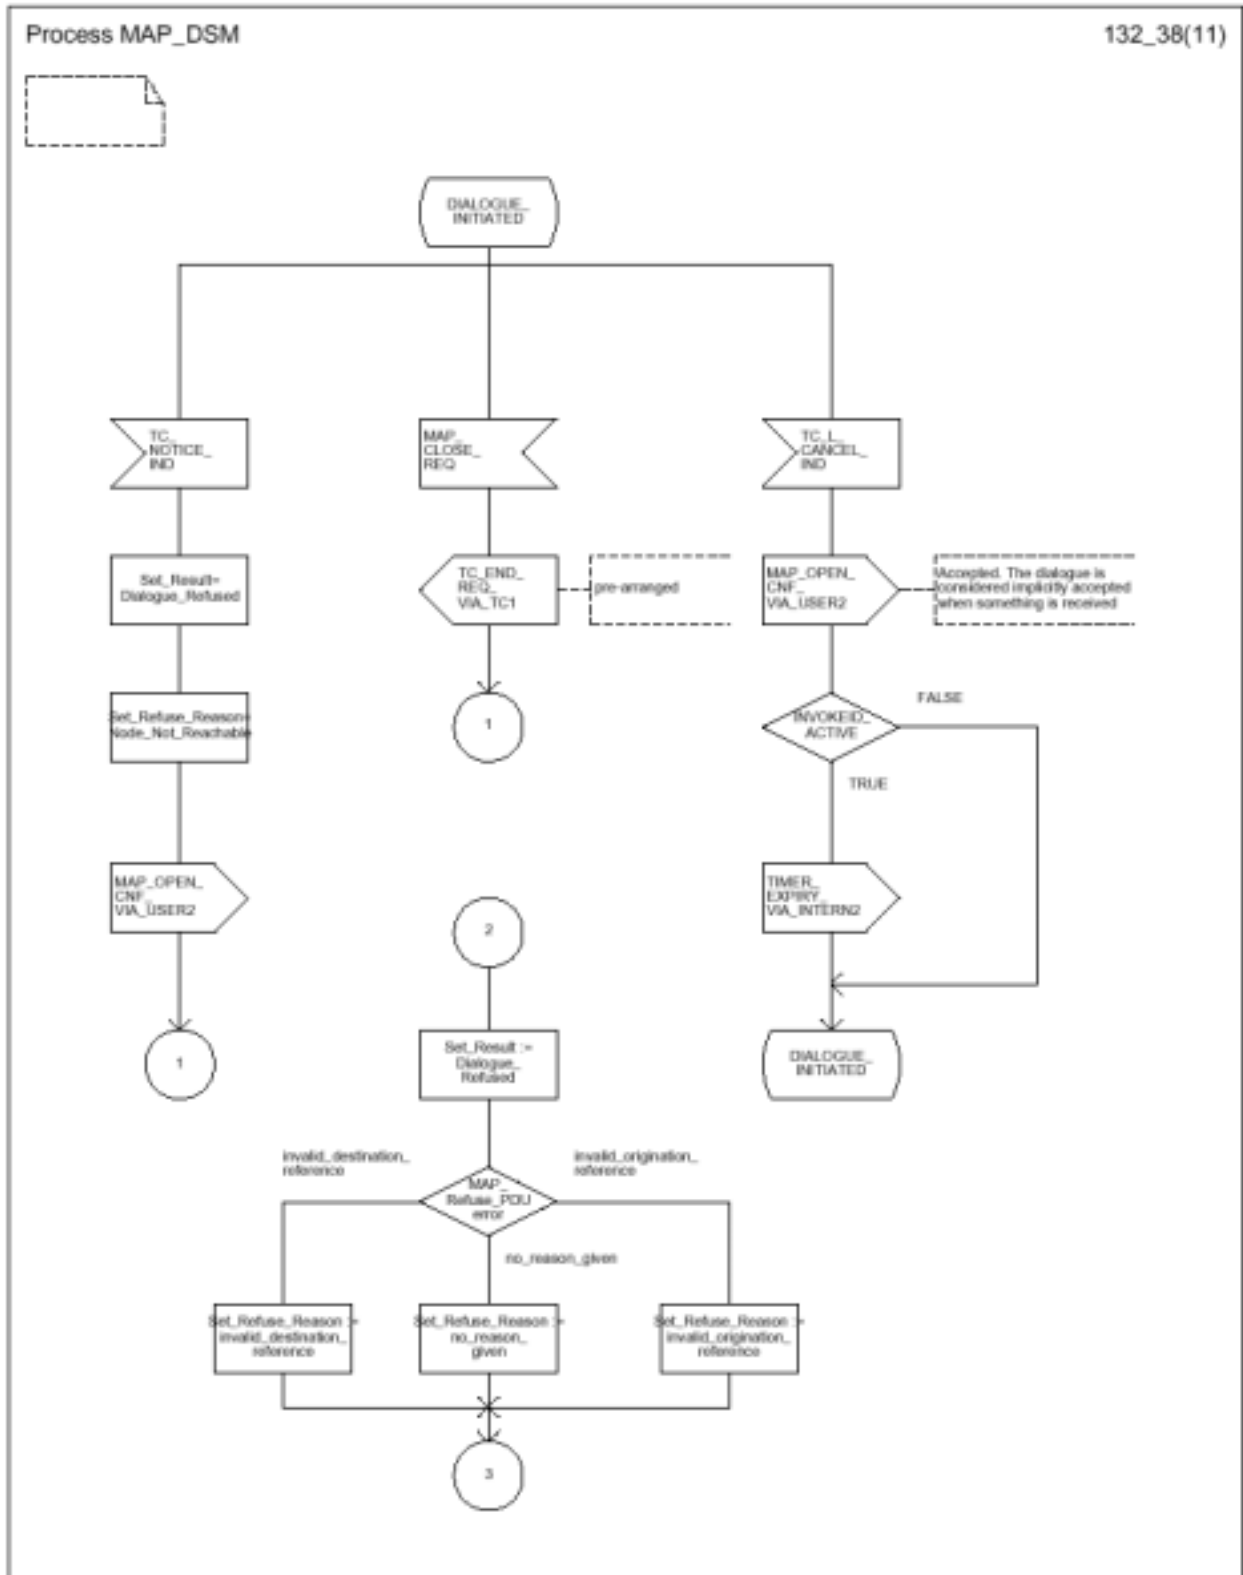 Process MAP_DSM
132_38(11)
DIALOGUE_
INITIATED
TC_
NOTICE_
IND
MAP_
CLOSE_
REQ
TC_L_
CANCEL_
IND
Set_Result=
Dialogue_Refused
TC_END_
REQ_
VIA_TC1
pre-arranged
MAP_OPEN_
CNF_
VIA_USER2
Accepted. The dialogue is
considered implicity accepted
when something is received
Set_Refuse_Reason=
Node_Not_Reachable
1
INVOKEID_
ACTIVE
FALSE
TRUE
MAP_OPEN_
CNF_
VIA_USER2
2
TIMER_
EXPIRY_
VIA_INTERN2
1
Set_Result :=
Dialogue_
Refused
DIALOGUE_
INITIATED
invalid_destination_
reference
invalid_origination_
reference
MAP_
Refuse_PDU
error
no_reason_given
Set_Refuse_Reason :=
invalid_destination_
reference
Set_Refuse_Reason :=
no_reason_
given
Set_Refuse_Reason :=
invalid_origination_
reference
3